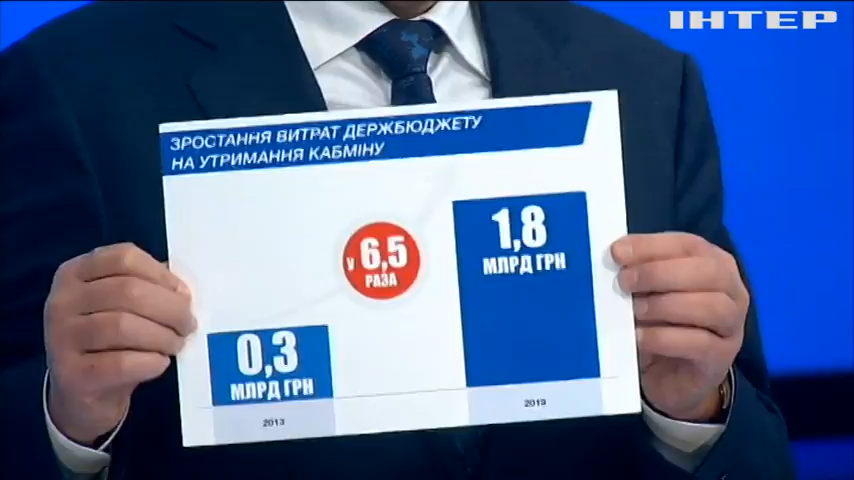 ІНТЕР
ЗРОСТАННЯ ВИТРАТ ДЕРЖБЮДЖЕТУ
НА УТРИМАННЯ КАБМІНУ
У 6,5
РАЗА
1,8
МЛРД ГРН
0,3
МЛРД ГРН
2013
2019